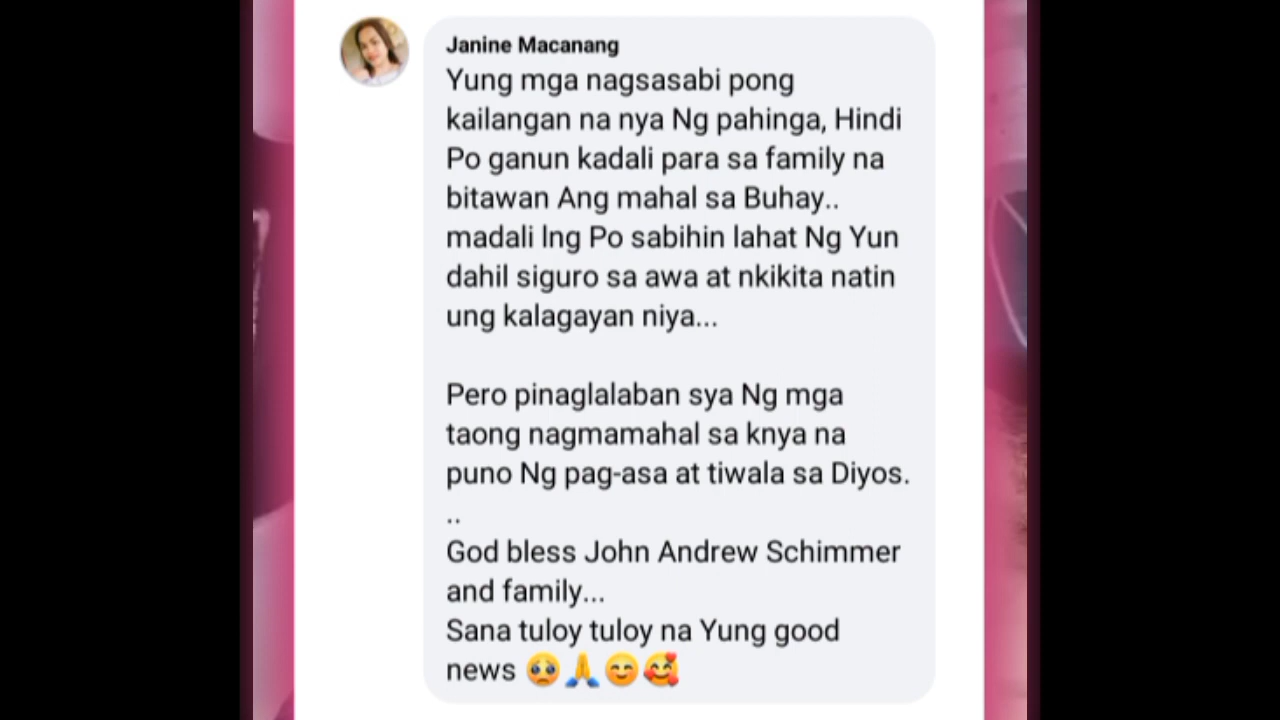 Janine Macanang
Yung mga nagsasabi pong
kailangan na nya Ng pahinga, Hindi
Po ganun kadali para sa family na
bitawan Ang mahal sa Buhay..
madali lng Po sabihin lahat Ng Yun
dahil siguro sa awa at nkikita natin
ung kalagayan niya...
Pero pinaglalaban sya Ng mga
taong nagmamahal sa knya na
puno Ng pag-asa at tiwala sa Diyos.
..
God bless John Andrew Schimmer
and family...
Sana tuloy tuloy na Yung good
news 🥺🙏😊🥰